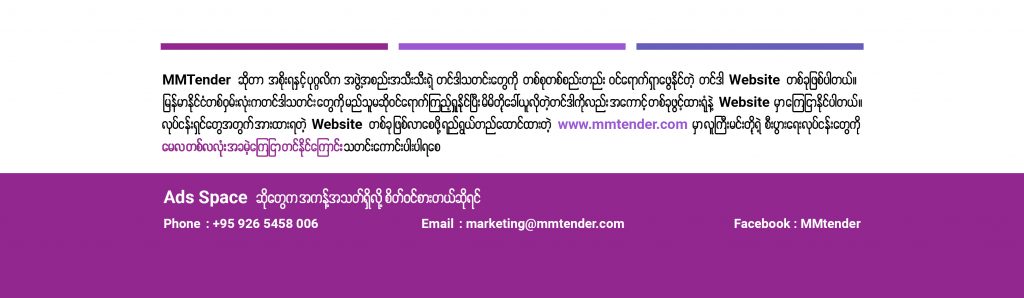 MMTender ဆိုတာ အစိုးရနှင့်ပုဂ္ဂလိက အဖွဲ့အစည်းအသီးသီးရဲ့ တင်ဒါသတင်းတွေကို တစ်စုတစ်စည်းတည်း ဝင်ရောက်ရှာဖွေနိုင်တဲ့ တင်ဒါ Website တစ်ခုဖြစ်ပါတယ်။
မြန်မာနိုင်ငံတစ်ဝှမ်းလုံးကတင်ဒါသတင်းတွေကိုမည်သူမဆိုဝင်ရောက်ကြည့်ရှုနိုင်ပြီးမိမိတို့ခေါ်ယူလိုတဲ့တင်ဒါကိုလည်းအကောင့်တစ်ခုဖွင့်ထားရုံနဲ့ Website မှာကြေငြာနိုင်ပါတယ်။
လုပ်ငန်းရှင်တွေအတွက်အားထားရတဲ့ Website တစ်ခုဖြစ်လာစေဖို့ရည်ရွယ်တည်ထောင်ထားတဲ့ www.mmtender.com မှာလူကြီးမင်းတို့ရဲ့ စီးပွားရေးလုပ်ငန်းတွေကို
မေလတစ်လလုံးအခမဲ့ကြေငြာတင်နိုင်ကြောင်းသတင်းကောင်းပါးပါရစေ
Ads Space ဆိုတွေကအကန့်အသတ်ရှိလို့ စိတ်ဝင်စားတယ်ဆိုရင်
Phone : +95 926 5458 006 Email : marketing@mmtender.com Facebook : MMtender